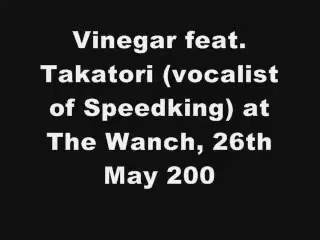 Vinegar feat.
Takatori (vocalist
of Speedking) at
The Wanch, 26th
May 200